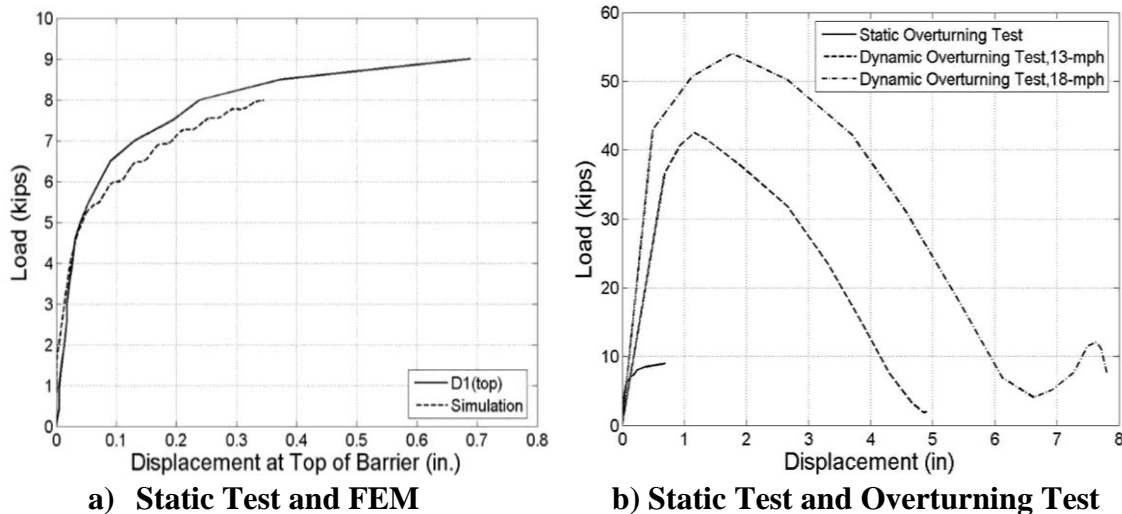 10
9
8
7
6
5
4
3
2
1
0
Load (kips)
D1(top)
Simulation
0 0.1 0.2 0.3 0.4 0.5 0.6 0.7 0.8
Displacement at Top of Barrier (in.)
a) Static Test and FEM
60
50
40
30
20
10
0
Load (kips)
Static Overturning Test
Dynamic Overturning Test,13-mph
Dynamic Overturning Test,18-mph
0 1 2 3 4 5 6 7 8
Displacement (in)
b) Static Test and Overturning Test